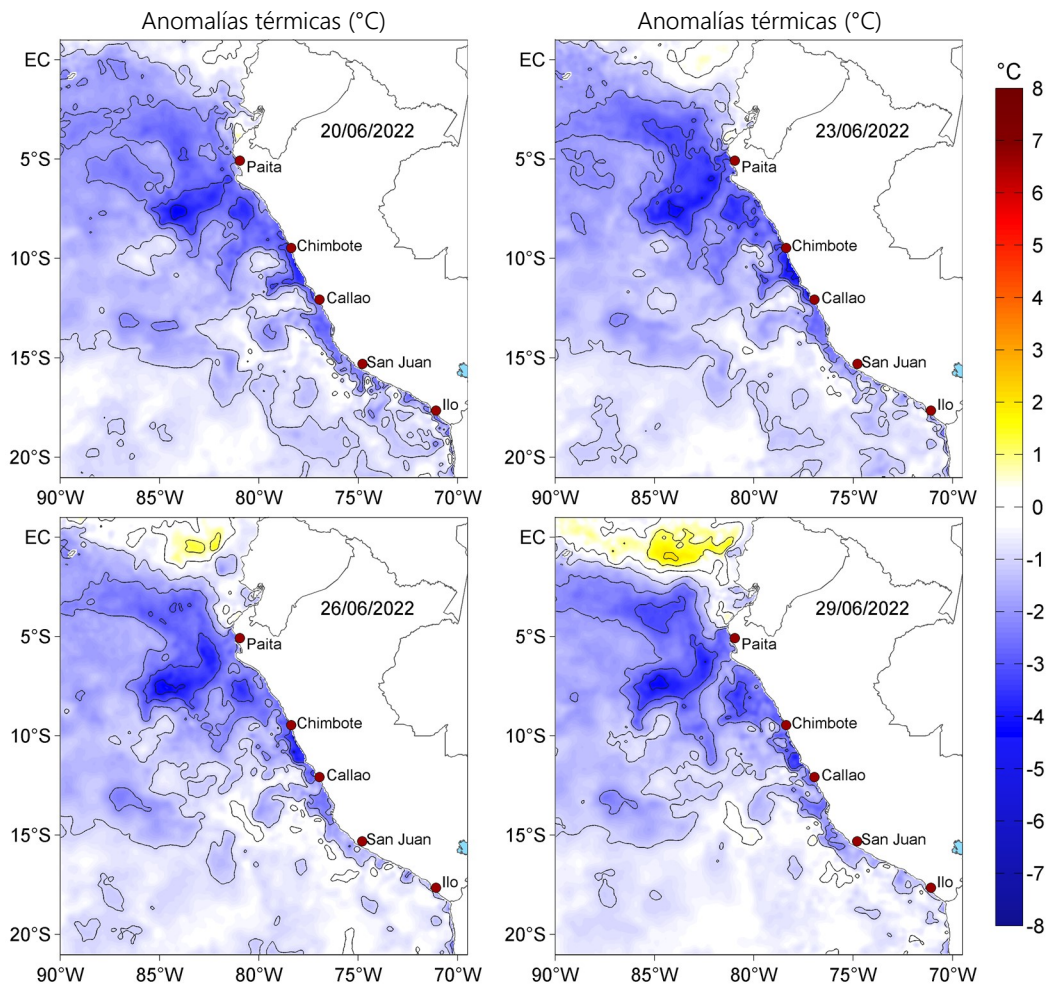 Anomalías térmicas (°C)
Anomalías térmicas (°C)
EC
5°S
10°S
15°S
20°S
90°W
85°W
80°W
75°W
70°W
20/06/2022
Paita
Chimbote
Callao
San Juan
Ilo
EC
5°S
10°S
15°S
20°S
90°W
85°W
80°W
75°W
70°W
23/06/2022
Paita
Chimbote
Callao
San Juan
Ilo
°C
8
7
6
5
4
3
2
1
0
-1
-2
-3
-4
-5
-6
-7
-8
EC
5°S
10°S
15°S
20°S
90°W
85°W
80°W
75°W
70°W
26/06/2022
Paita
Chimbote
Callao
San Juan
Ilo
EC
5°S
10°S
15°S
20°S
90°W
85°W
80°W
75°W
70°W
29/06/2022
Paita
Chimbote
Callao
San Juan
Ilo